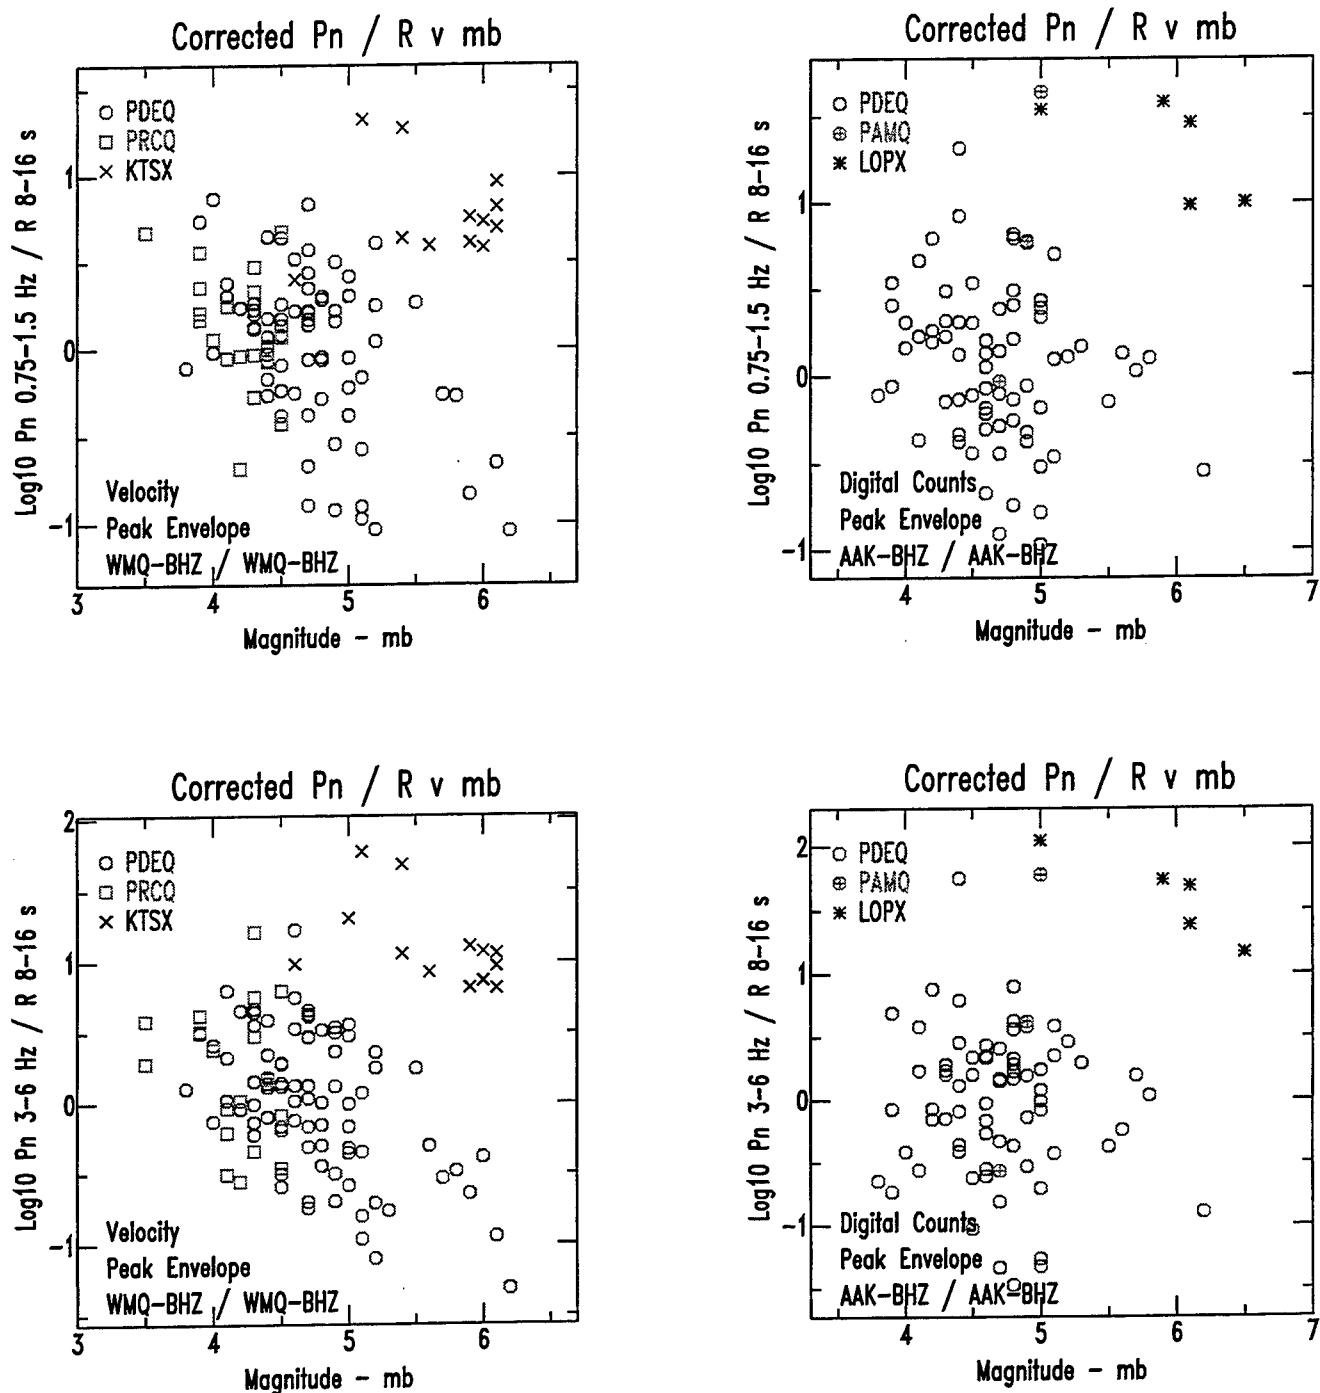 Corrected Pn / R v mb
Log10 Pn 0.75-1.5 Hz / R 8-16 s
1
0
-1
PDEQ
PRCQ
KTSX
Velocity
Peak Envelope
WMQ-BHZ / WMQ-BHZ
3 4 5 6
Magnitude - mb
Corrected Pn / R v mb
Log10 Pn 0.75-1.5 Hz / R 8-16 s
1
0
-1
PDEQ
PAMQ
LOPX
Digital Counts
Peak Envelope
AAK-BHZ / AAK-BHZ
4 5 6 7
Magnitude - mb
Corrected Pn / R v mb
Log10 Pn 3-6 Hz / R 8-16 s
2
1
0
-1
PDEQ
PRCQ
KTSX
Velocity
Peak Envelope
WMQ-BHZ / WMQ-BHZ
3 4 5 6
Magnitude - mb
Corrected Pn / R v mb
Log10 Pn 3-6 Hz / R 8-16 s
2
1
0
-1
PDEQ
PAMQ
LOPX
Digital Counts
Peak Envelope
AAK-BHZ / AAK-BHZ
4 5 6 7
Magnitude - mb